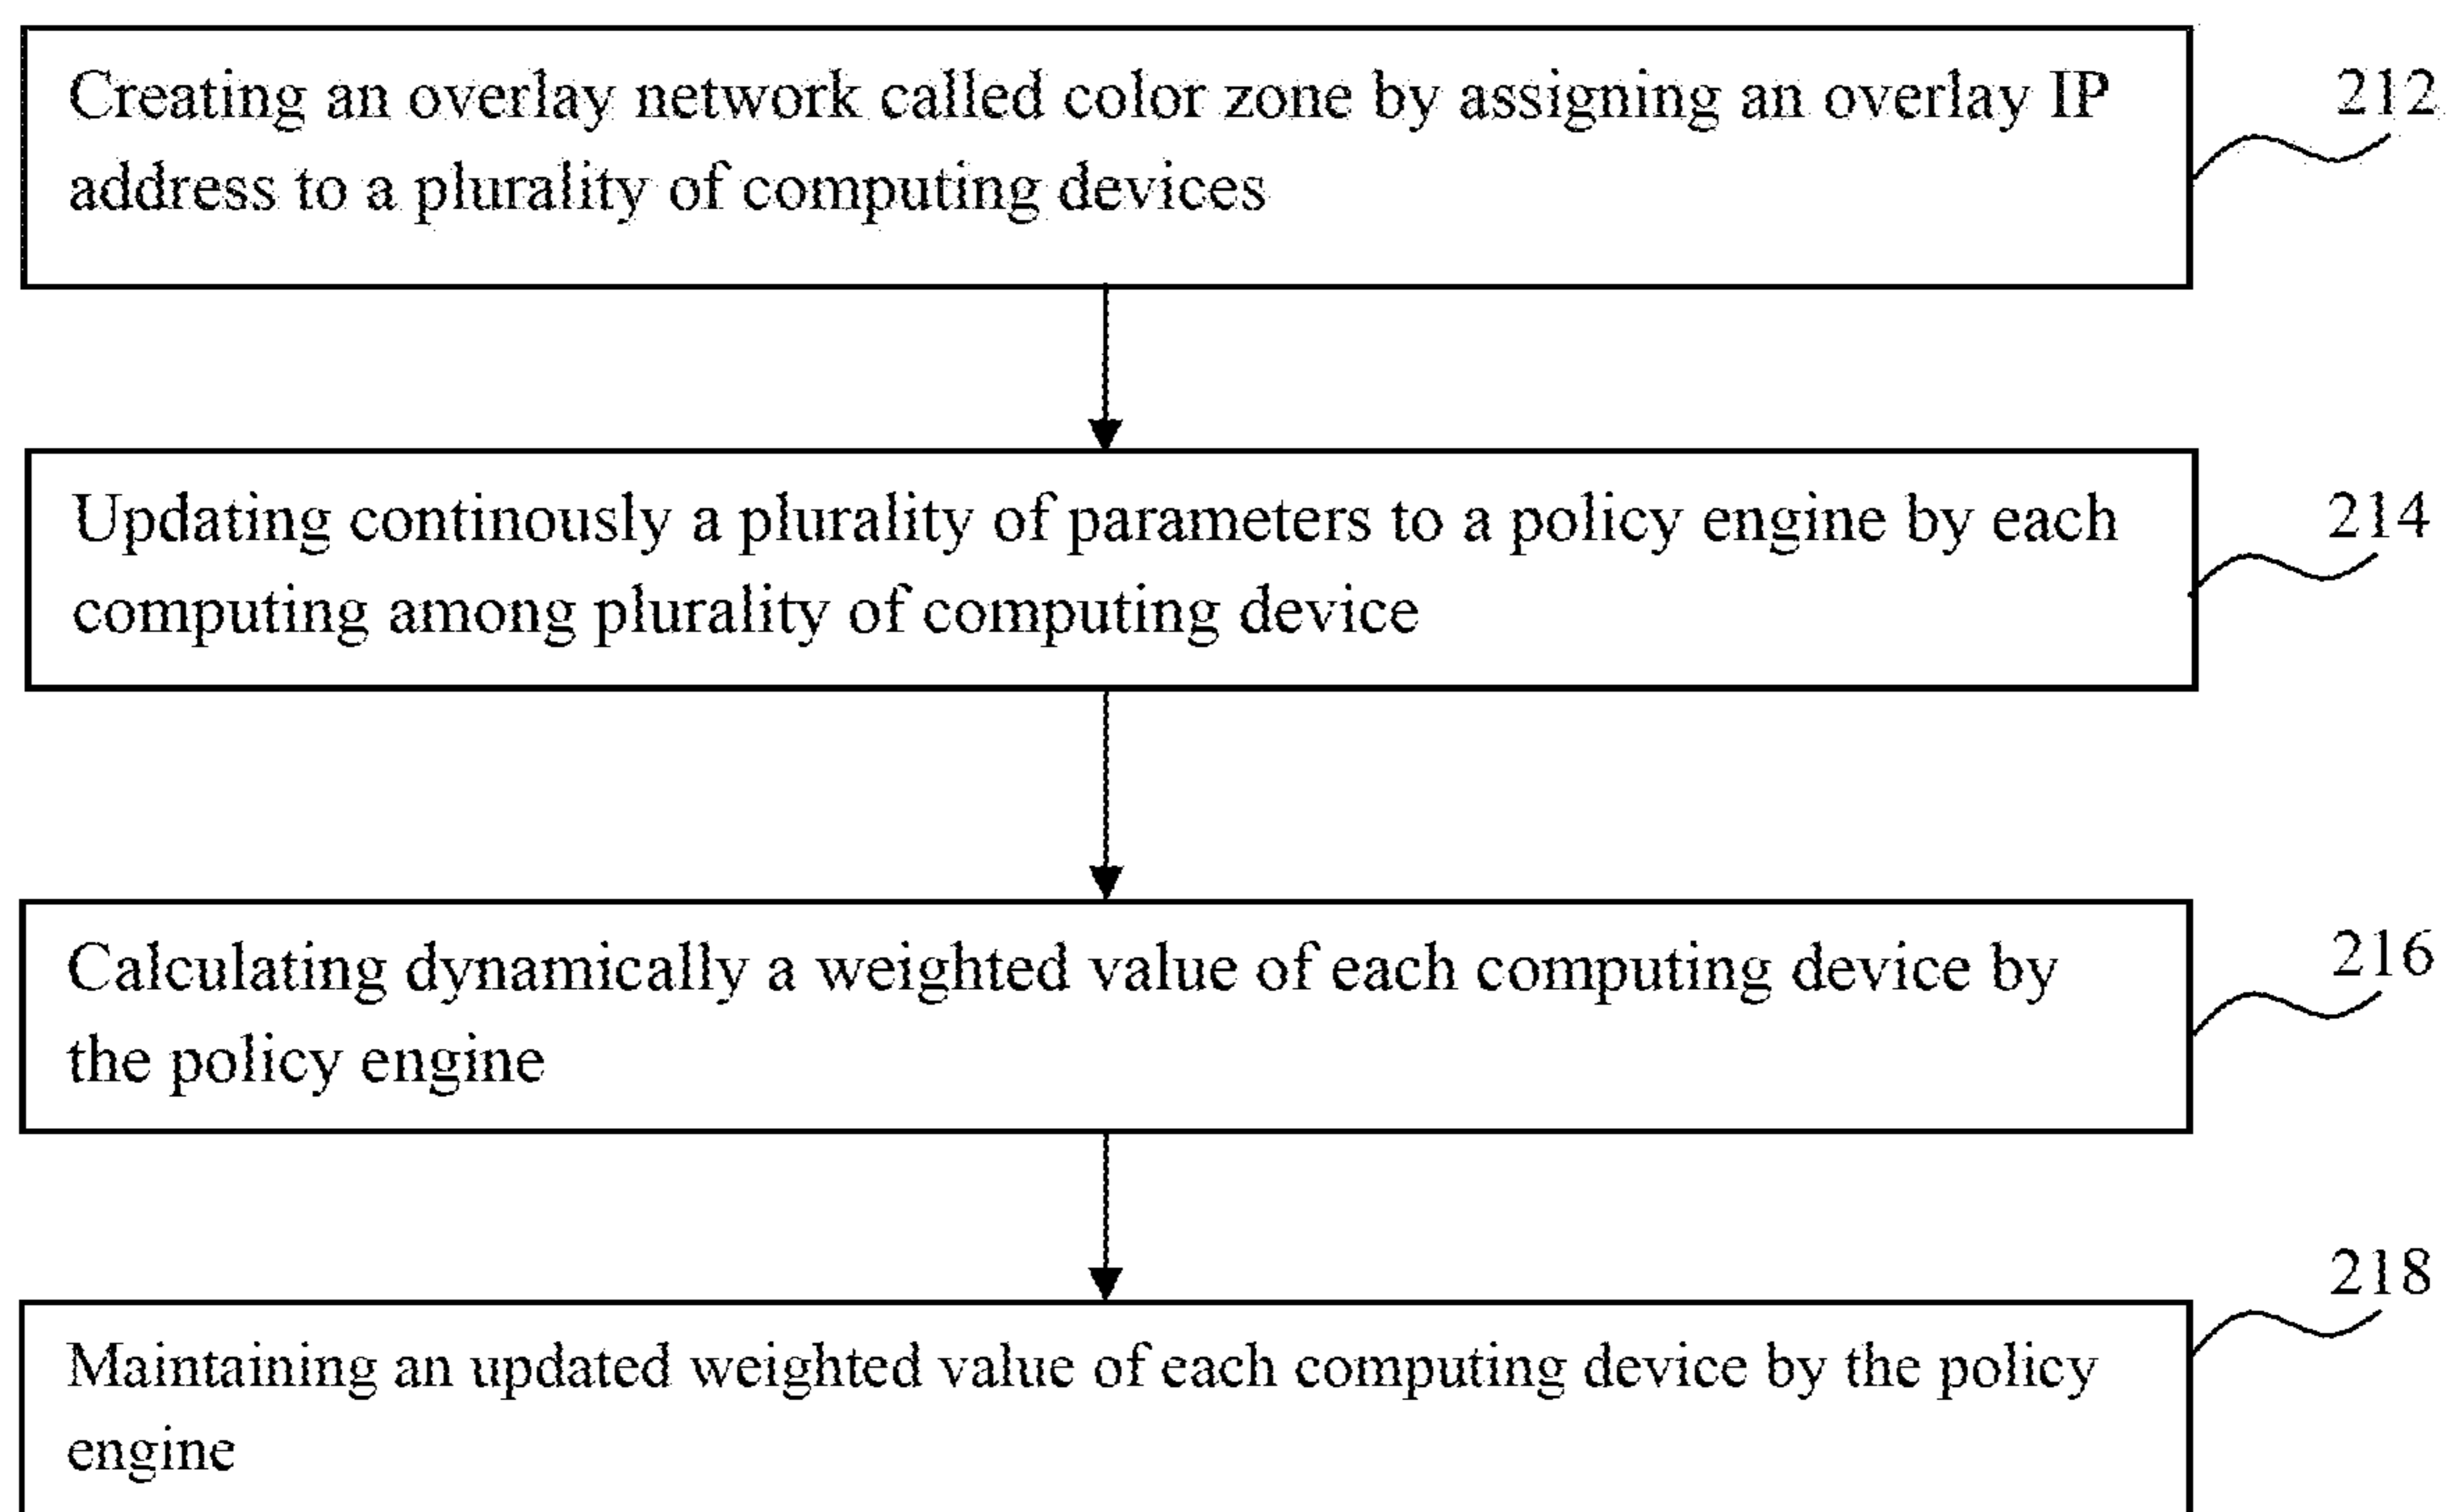 Creating an overlay network called color zone by assigning an overlay IP
address to a plurality of computing devices
212
Updating continously a plurality of parameters to a policy engine by each
computing among plurality of computing device
214
Calculating dynamically a weighted value of each computing device by
the policy engine
216
Maintaining an updated weighted value of each computing device by the policy
engine
218